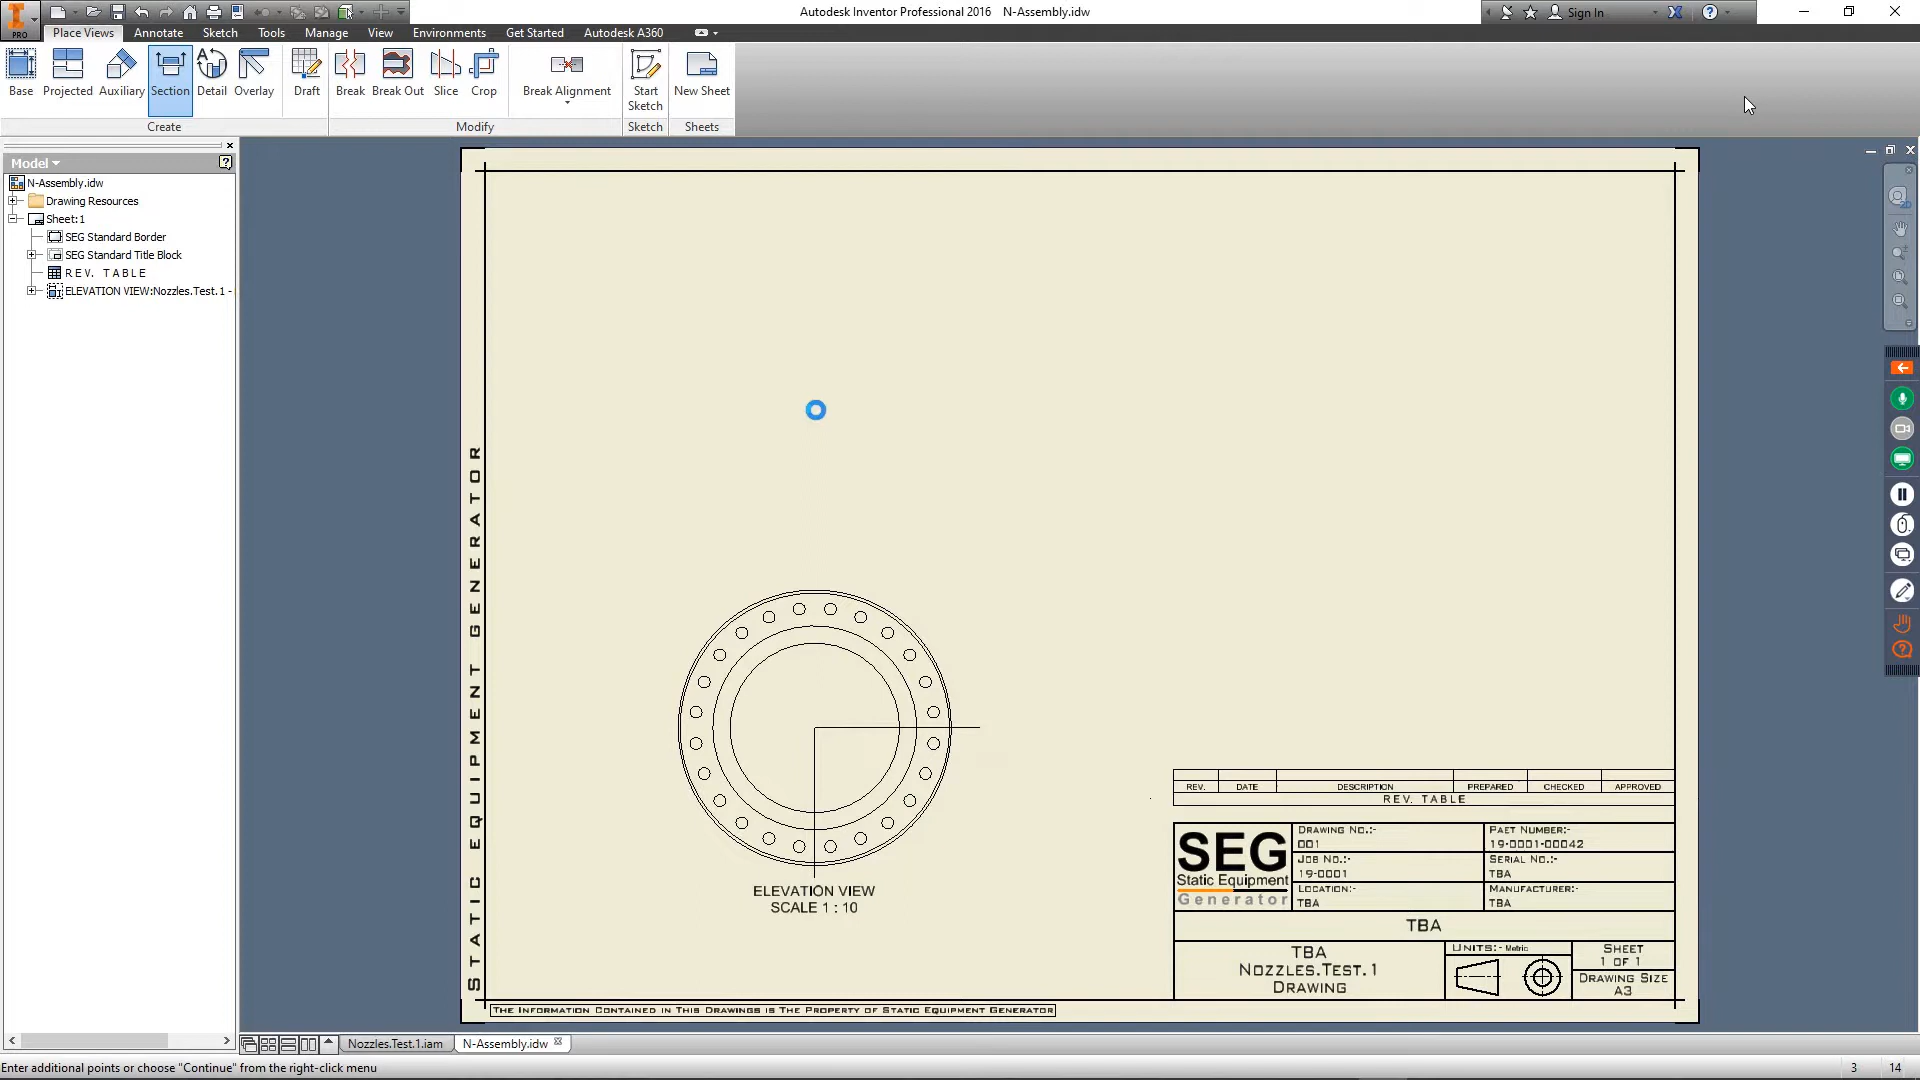 Autodesk Inventor Professional 2016 N-Assembly.idw
Sign In
PRO
Place Views Annotate Sketch Tools Manage View Environments Get Started Autodesk A360
Base Projected Auxiliary Section Detail Overlay Draft Break Break Out Slice Crop Break Alignment Start Sketch New Sheet
Create Modify Sketch Sheets
Model
N-Assembly.idw
Drawing Resources
Sheet:1
SEG Standard Border
SEG Standard Title Block
REV. TABLE
ELEVATION VIEW:Nozzles.Test.1 -
STATIC EQUIPMENT GENERATOR
ELEVATION VIEW
SCALE 1 : 10
REV. DATE DESCRIPTION PREPARED CHECKED APPROVED
REV. TABLE
SEG
Static Equipment
Generator
DRAWING NO.:-
001
PAET NUMBER:-
19-0001-00042
JOB NO.:-
19-0001
SERIAL NO.:-
TBA
LOCATION:-
TBA
MANUFACTURER:-
TBA
TBA
TBA
NOZZLES.TEST.1
DRAWING
UNITS:- Metric
SHEET
1 OF 1
DRAWING SIZE
A3
THE INFORMATION CONTAINED IN THIS DRAWINGS IS THE PROPERTY OF STATIC EQUIPMENT GENERATOR
Nozzles.Test.1.iam N-Assembly.idw
Enter additional points or choose "Continue" from the right-click menu
3 14